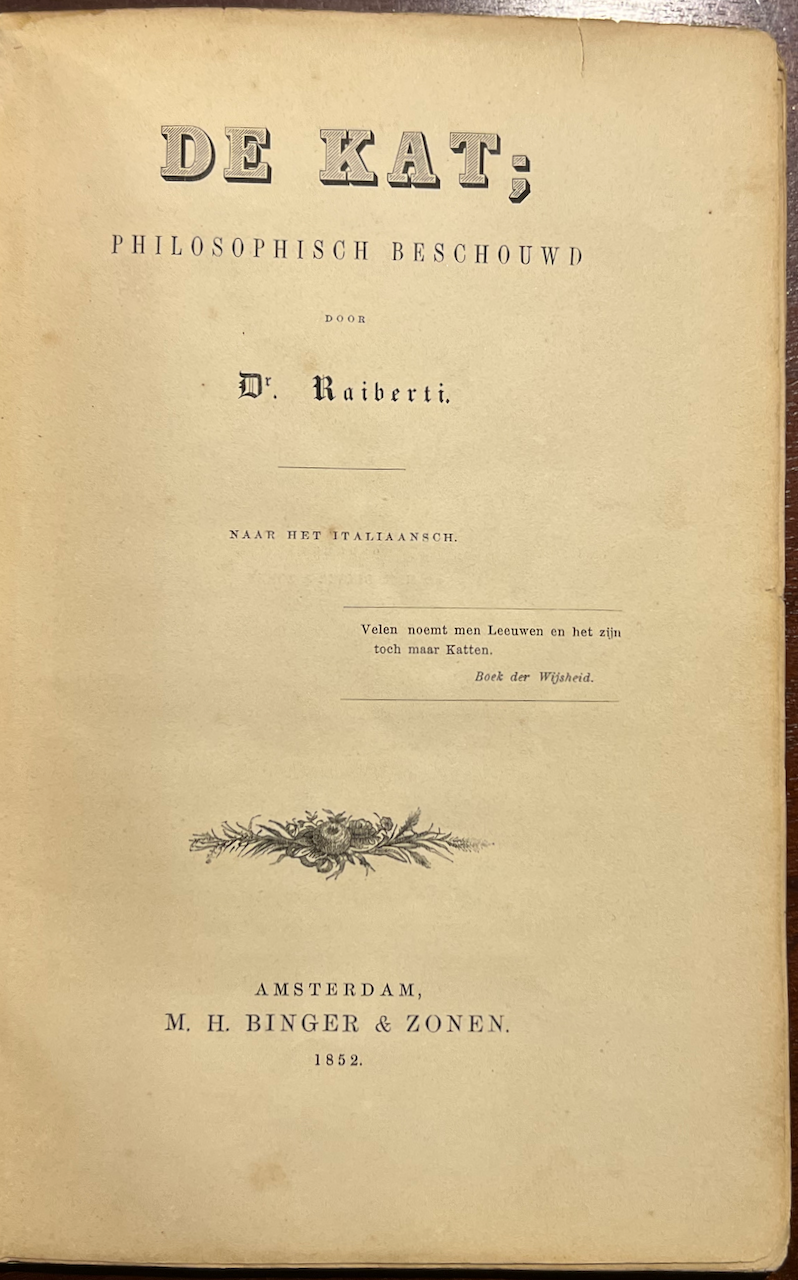 DE KAT;
PHILOSOPHISCH BESCHOUWD
DOOR
Dr. Raiberti.
NAAR HET ITALIAANSCH.
Velen noemt men Leeuwen en het zijn
toch maar Katten.
Boek der Wijsheid.
AMSTERDAM,
M. H. BINGER & ZONEN.
1852.